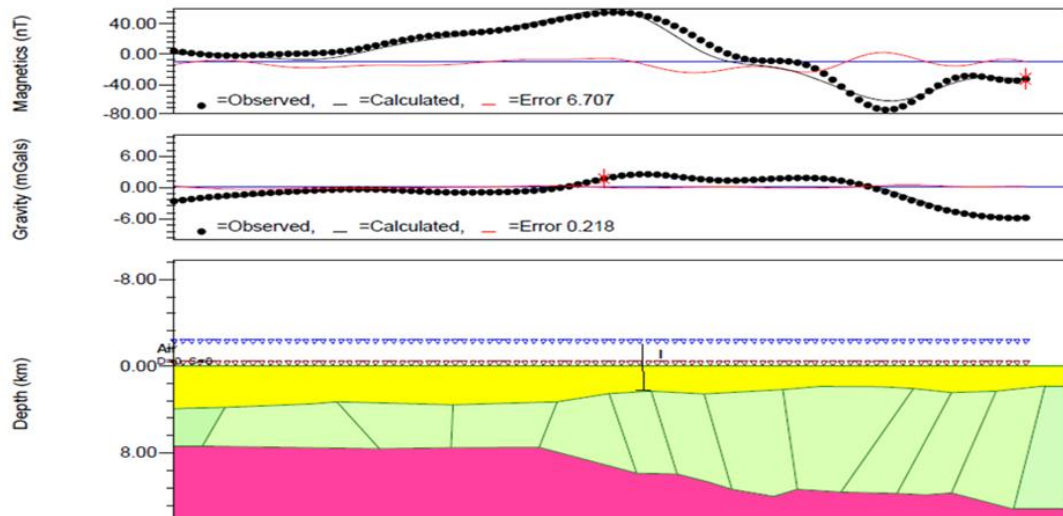 Magnetics (nT)
40.00
0.00
-40.00
-80.00
=Observed, =Calculated, =Error 6.707
Gravity (mGals)
6.00
0.00
-6.00
=Observed, =Calculated, =Error 0.218
Depth (km)
-8.00
0.00
8.00